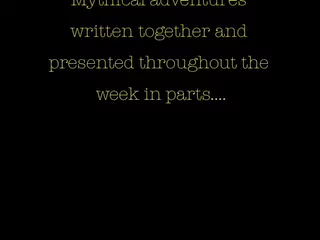 Mythical adventures
written together and
presented throughout the
week in parts....